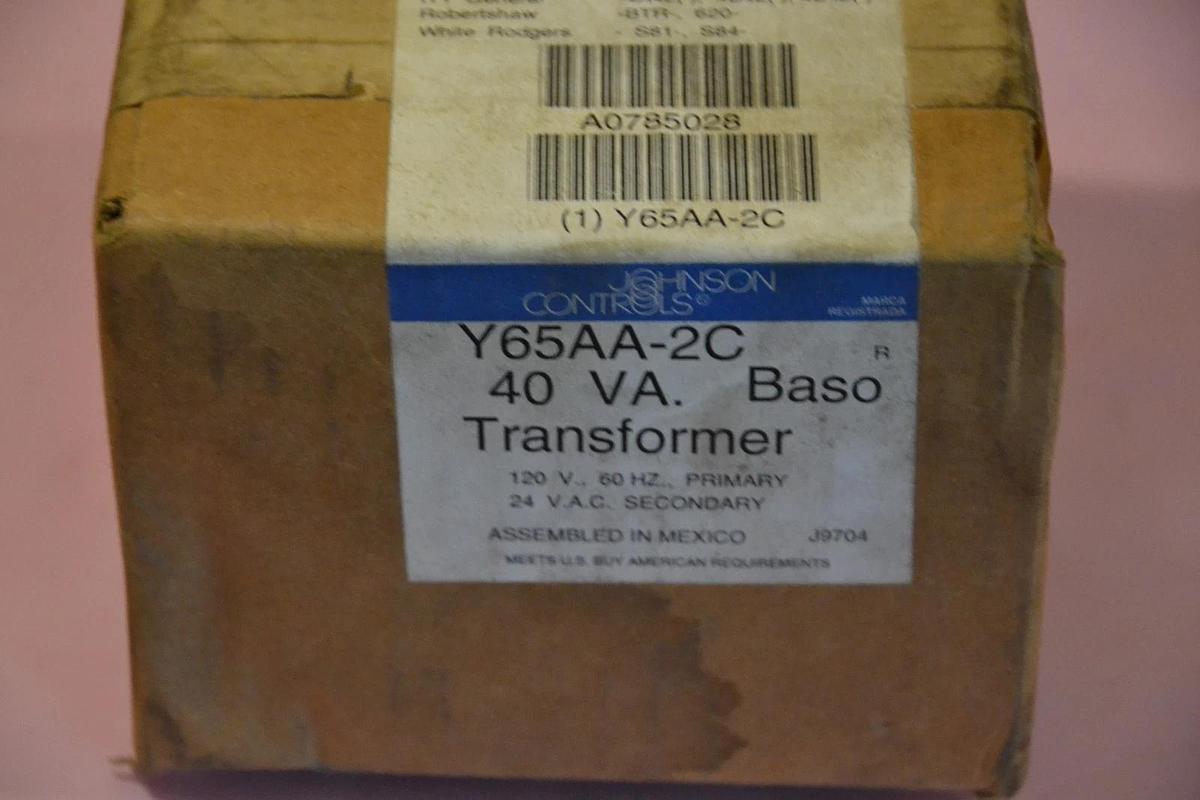 Robertshaw -BTR-, 620-
White Rodgers - S81-, S84-
A0785028
(1) Y65AA-2C
JOHNSON
CONTROLS®
MARCA
REGISTRADA
Y65AA-2C R
40 VA. Baso
Transformer
120 V., 60 HZ., PRIMARY
24 V.A.C. SECONDARY
ASSEMBLED IN MEXICO J9704
MEETS U.S. BUY AMERICAN REQUIREMENTS